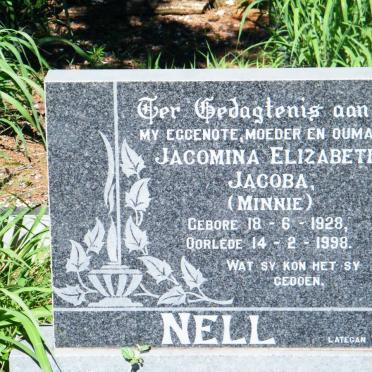 Ter Gedagtenis aan
MY EGGENOTE, MOEDER EN OUMA
JACOMINA ELIZABETH
JACOBA,
(MINNIE)
GEBORE 18 - 6 - 1928,
OORLEDE 14 - 2 - 1998.
WAT SY KON HET SY
GEDOEN.
NELL
LATEGAN